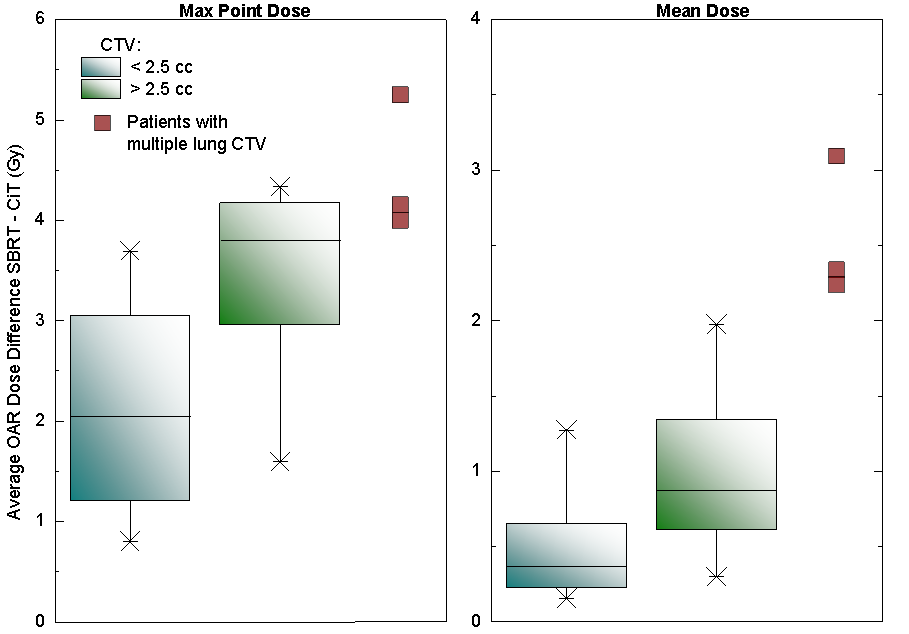 Max Point Dose
Mean Dose
Average OAR Dose Difference SBRT - CiT (Gy)
6
5
4
3
2
1
0
CTV:
< 2.5 cc
> 2.5 cc
Patients with
multiple lung CTV
4
3
2
1
0